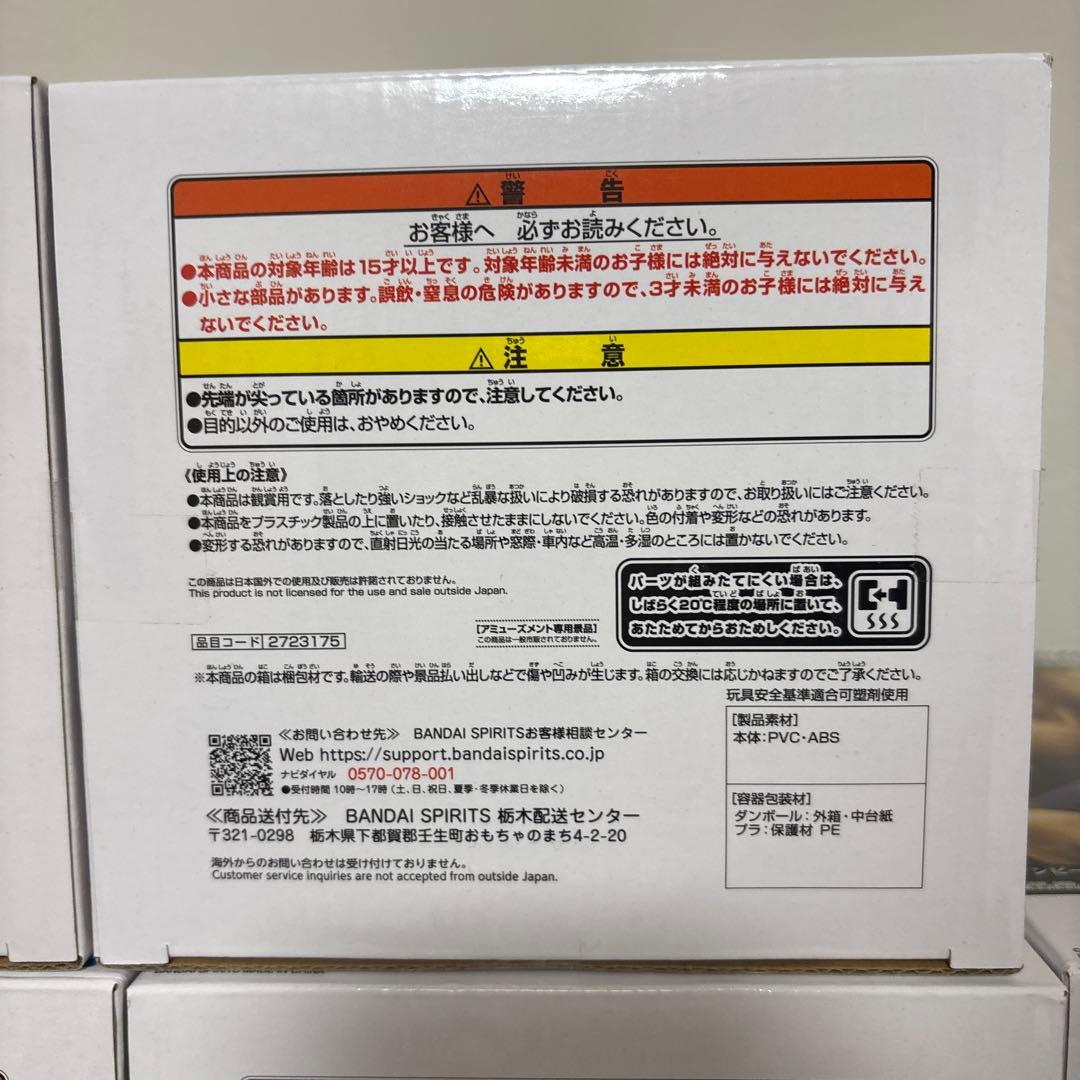 ⚠警告
お客様へ 必ずお読みください。
●本商品の対象年齢は15才以上です。対象年齢未満のお子様には絶対に与えないでください。
●小さな部品があります。誤飲・窒息の危険がありますので、3才未満のお子様には絶対に与え
ないでください。
⚠注意
●先端が尖っている箇所がありますので、注意してください。
●目的以外のご使用は、おやめください。
《使用上の注意》
●本商品は観賞用です。落としたり強いショックなど乱暴な扱いにより破損する恐れがありますので、お取り扱いにはご注意ください。
●本商品をプラスチック製品の上に置いたり、接触させたままにしないでください。色の付着や変形などの恐れがあります。
●変形する恐れがありますので、直射日光の当たる場所や窓際・車内など高温・多湿のところには置かないでください。
この商品は日本国外での使用及び販売は許諾されておりません。
This product is not licensed for the use and sale outside Japan.
パーツが組みたてにくい場合は、
しばらく20℃程度の場所に置いて、
あたためてからおためしください。
品目コード 2723175
[アミューズメント専用景品]
この商品は一般市販されておりません。
※本商品の箱は梱包材です。輸送の際や景品払い出しなどで傷や凹みが生じます。箱の交換には応じかねますのでご了承ください。
玩具安全基準適合可塑剤使用
[製品素材]
本体:PVC・ABS
[容器包装材]
ダンボール:外箱・中台紙
プラ:保護材 PE
≪お問い合わせ先≫ BANDAI SPIRITSお客様相談センター
Web https://support.bandaispirits.co.jp
ナビダイヤル 0570-078-001
●受付時間 10時～17時(土、日、祝日、夏季・冬季休業日を除く)
≪商品送付先≫ BANDAI SPIRITS 栃木配送センター
〒321-0298 栃木県下都賀郡壬生町おもちゃのまち4-2-20
海外からのお問い合わせは受け付けておりません。
Customer service inquiries are not accepted from outside Japan.